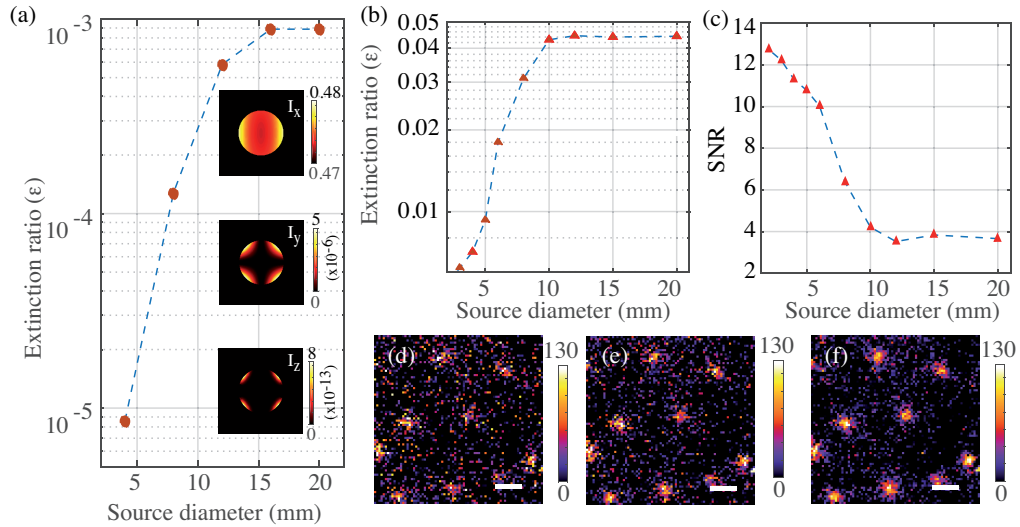 (a)
10⁻³
10⁻⁴
10⁻⁵
Extinction ratio (ε)
5 10 15 20
Source diameter (mm)
Iₓ
0.48
0.47
I_y
5
0
(x10⁻⁶)
I_z
8
0
(x10⁻¹³)
(b)
0.05
0.04
0.03
0.02
0.01
Extinction ratio (ε)
5 10 15 20
Source diameter (mm)
(c)
14
12
10
8
6
4
2
SNR
5 10 15 20
Source diameter (mm)
(d)
130
0
(e)
130
0
(f)
130
0